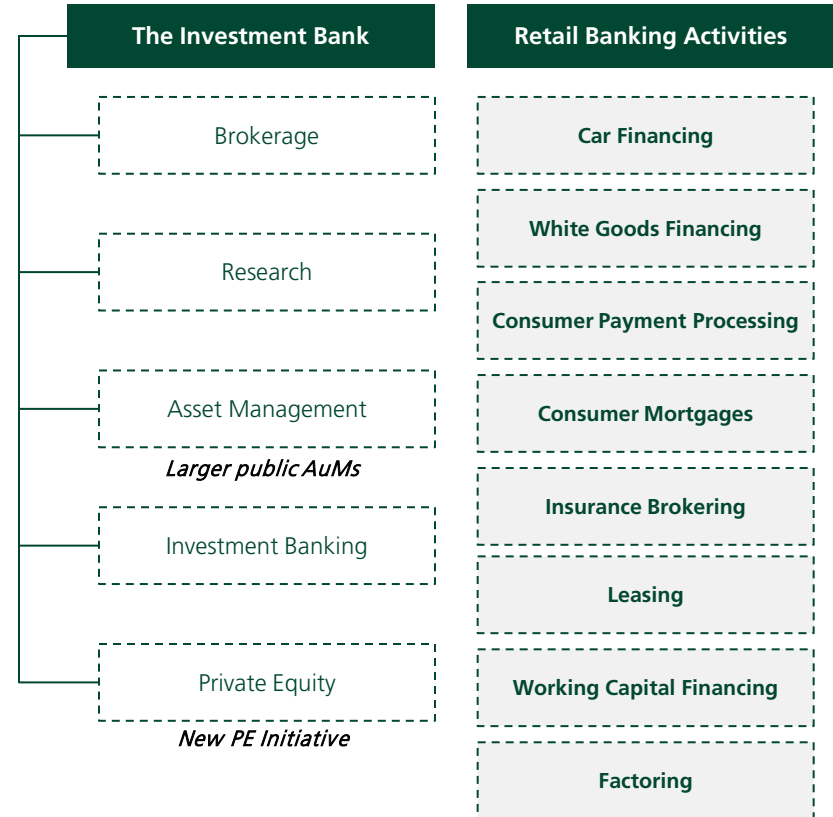 The Investment Bank
Brokerage
Research
Asset Management
Larger public AuMs
Investment Banking
Private Equity
New PE Initiative
Retail Banking Activities
Car Financing
White Goods Financing
Consumer Payment Processing
Consumer Mortgages
Insurance Brokering
Leasing
Working Capital Financing
Factoring